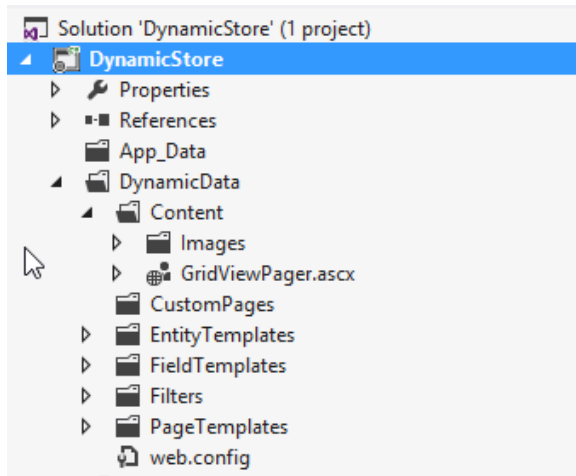 Solution 'DynamicStore' (1 project)
DynamicStore
Properties
References
App_Data
DynamicData
Content
Images
GridViewPager.ascx
CustomPages
EntityTemplates
FieldTemplates
Filters
PageTemplates
web.config